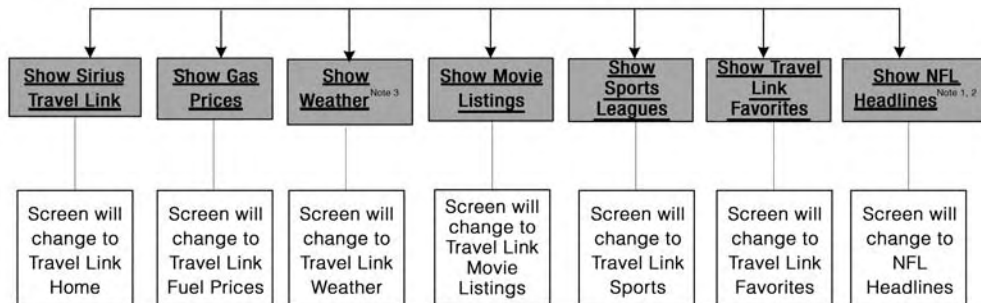 Show Sirius
Travel Link
Show Gas
Prices
Show
Weather Note 3
Show Movie
Listings
Show
Sports
Leagues
Show Travel
Link
Favorites
Show NFL
Headlines Note 1, 2
Screen will
change to
Travel Link
Home
Screen will
change to
Travel Link
Fuel Prices
Screen will
change to
Travel Link
Weather
Screen will
change to
Travel Link
Movie
Listings
Screen will
change to
Travel Link
Sports
Screen will
change to
Travel Link
Favorites
Screen will
change to
NFL
Headlines